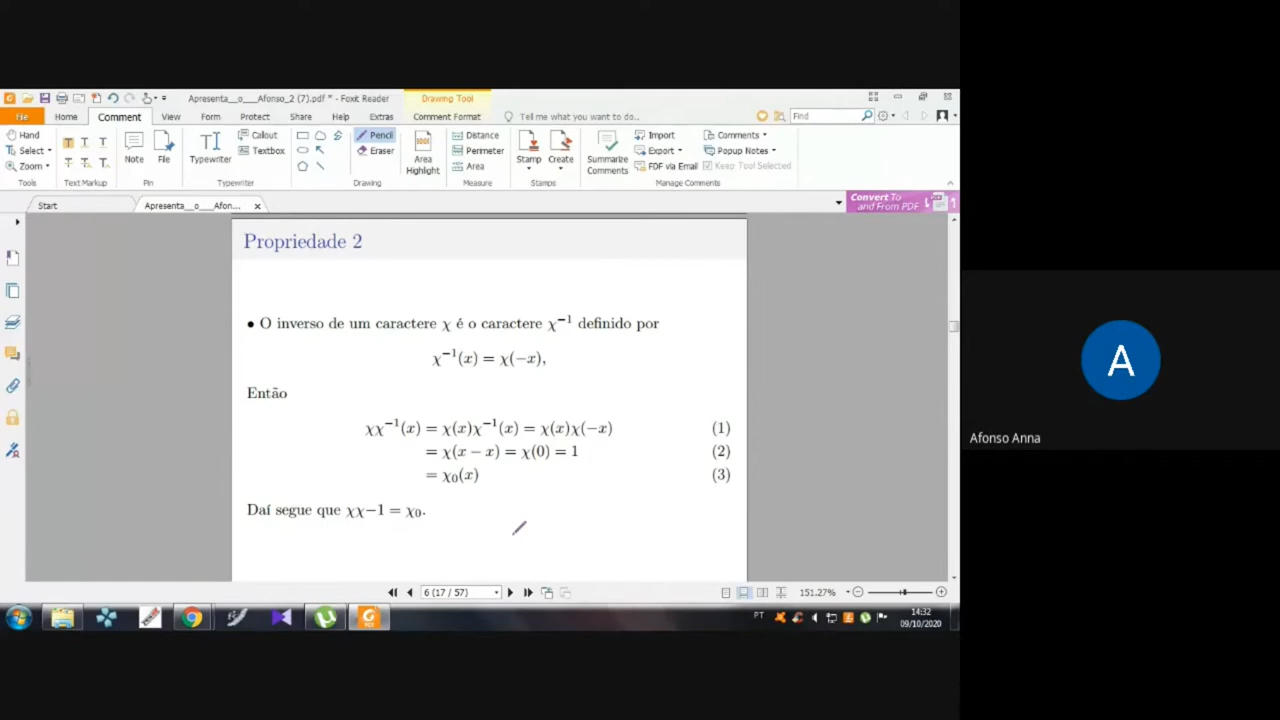 Apresenta__o___Afonso_2 (7).pdf * - Foxit Reader
Drawing Tool
File Home Comment View Form Protect Share Help Extras Comment Format Tell me what you want to do.. Find
Hand
Select
Zoom
Tools
T T T
T T T
Text Markup
Note File
Pin
Typewriter Callout
Textbox
Typewriter
Pencil
Eraser
Drawing
Area Highlight
Distance
Perimeter
Area
Measure
Stamp Create
Stamps
Summarize Comments
Import
Export
FDF via Email
Comments
Popup Notes
Keep Tool Selected
Manage Comments
Start Apresenta__o___Afon...
Convert To
and From PDF
Propriedade 2
• O inverso de um caractere χ é o caractere χ⁻¹ definido por
χ⁻¹(x) = χ(−x),
Então
χχ⁻¹(x) = χ(x)χ⁻¹(x) = χ(x)χ(−x) (1)
= χ(x − x) = χ(0) = 1 (2)
= χ₀(x) (3)
Daí segue que χχ−1 = χ₀.
6 (17 / 57) 151.27%
PT 14:32
09/10/2020
A
Afonso Anna